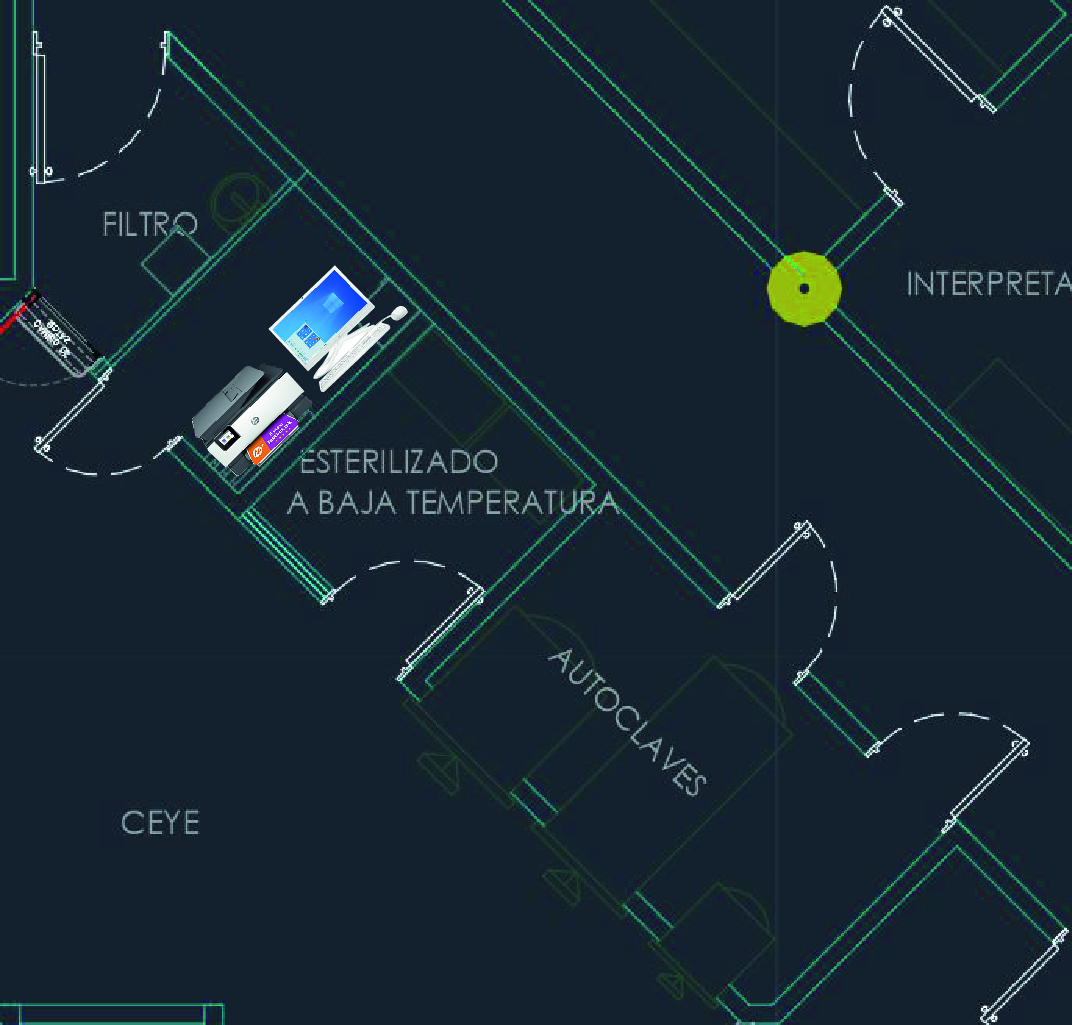 FILTRO
INTERPRETA
ESTERILIZADO
A BAJA TEMPERATURA
AUTOCLAVES
CEYE